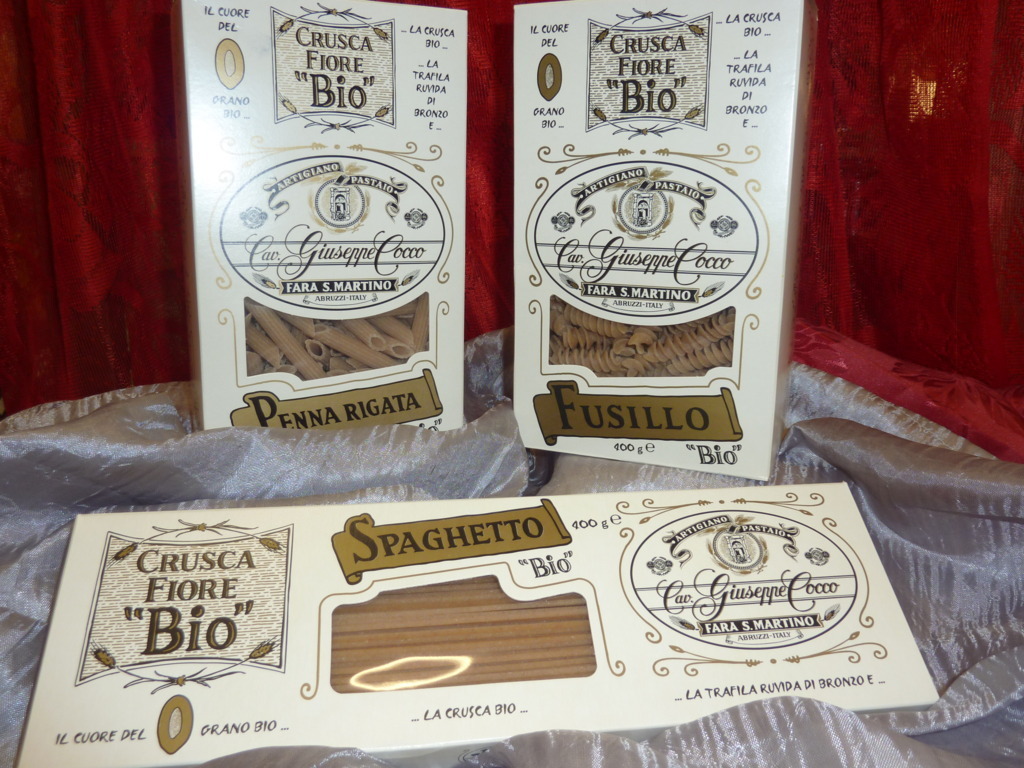 IL CUORE
DEL
GRANO
BIO ...
CRUSCA
FIORE
"BIO"
... LA CRUSCA
BIO ...
... LA
TRAFILA
RUVIDA
DI
BRONZO
E ...
ARTIGIANO PASTAIO
Cav. Giuseppe Cocco
FARA S. MARTINO
ABRUZZI-ITALY
PENNA RIGATA
IL CUORE
DEL
GRANO
BIO ...
CRUSCA
FIORE
"BIO"
... LA CRUSCA
BIO ...
... LA
TRAFILA
RUVIDA
DI
BRONZO
E ...
ARTIGIANO PASTAIO
Cav. Giuseppe Cocco
FARA S. MARTINO
ABRUZZI-ITALY
FUSILLO
400 g e
"BIO"
CRUSCA
FIORE
"BIO"
IL CUORE DEL GRANO BIO ...
SPAGHETTO
400 g e
"BIO"
... LA CRUSCA BIO ...
ARTIGIANO PASTAIO
Cav. Giuseppe Cocco
FARA S. MARTINO
ABRUZZI-ITALY
... LA TRAFILA RUVIDA DI BRONZO E ...